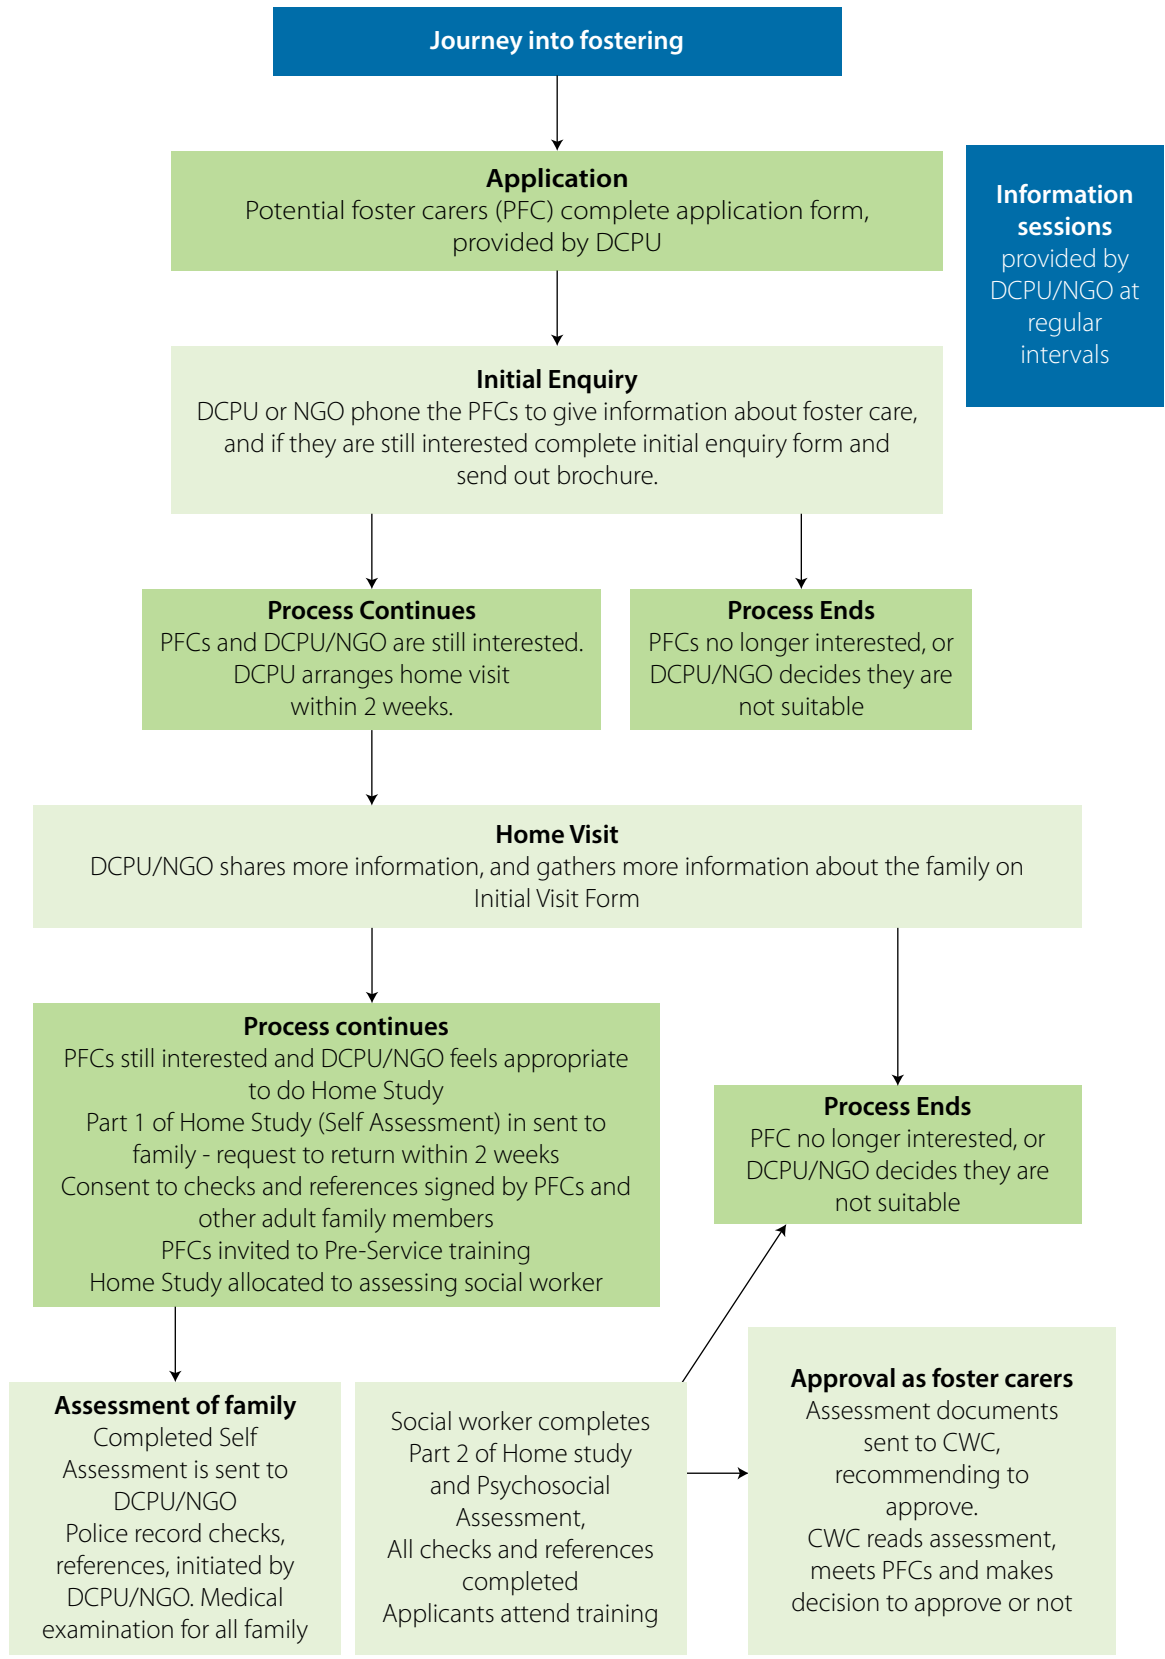 Journey into fostering
Application
Potential foster carers (PFC) complete application form,
provided by DCPU
Information
sessions
provided by
DCPU/NGO at
regular
intervals
Initial Enquiry
DCPU or NGO phone the PFCs to give information about foster care,
and if they are still interested complete initial enquiry form and
send out brochure.
Process Continues
PFCs and DCPU/NGO are still interested.
DCPU arranges home visit
within 2 weeks.
Process Ends
PFCs no longer interested, or
DCPU/NGO decides they are
not suitable
Home Visit
DCPU/NGO shares more information, and gathers more information about the family on
Initial Visit Form
Process continues
PFCs still interested and DCPU/NGO feels appropriate
to do Home Study
Part 1 of Home Study (Self Assessment) in sent to
family - request to return within 2 weeks
Consent to checks and references signed by PFCs and
other adult family members
PFCs invited to Pre-Service training
Home Study allocated to assessing social worker
Process Ends
PFC no longer interested, or
DCPU/NGO decides they are
not suitable
Assessment of family
Completed Self
Assessment is sent to
DCPU/NGO
Police record checks,
references, initiated by
DCPU/NGO. Medical
examination for all family
Social worker completes
Part 2 of Home study
and Psychosocial
Assessment,
All checks and references
completed
Applicants attend training
Approval as foster carers
Assessment documents
sent to CWC,
recommending to
approve.
CWC reads assessment,
meets PFCs and makes
decision to approve or not